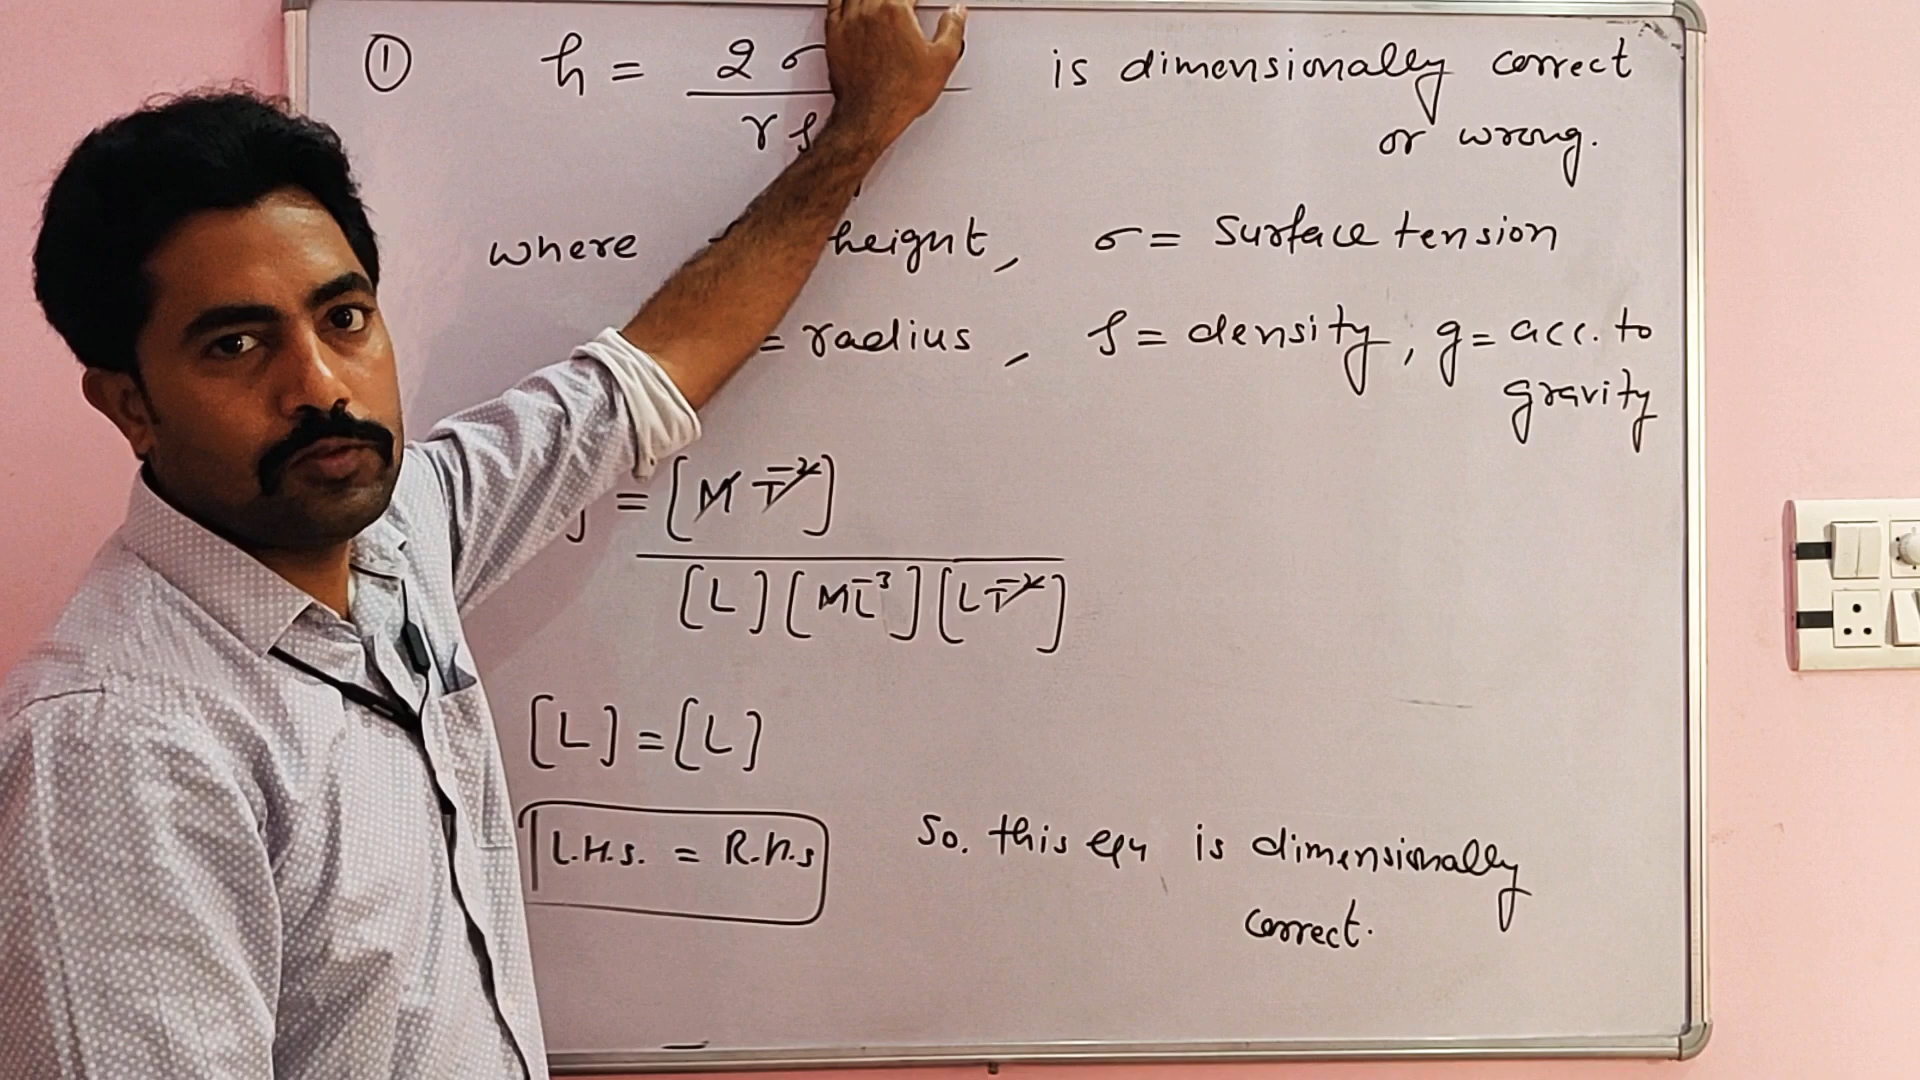 ① h = 2 σ is dimensionally correct
r ρ or wrong.
where height, σ = Surface tension
= radius, ρ = density, g = acc. to
gravity
] = [M T⁻²]
[L] [ML⁻³] [LT⁻²]
[L] = [L]
L.H.S. = R.H.S So. this eqn is dimensionally
correct.